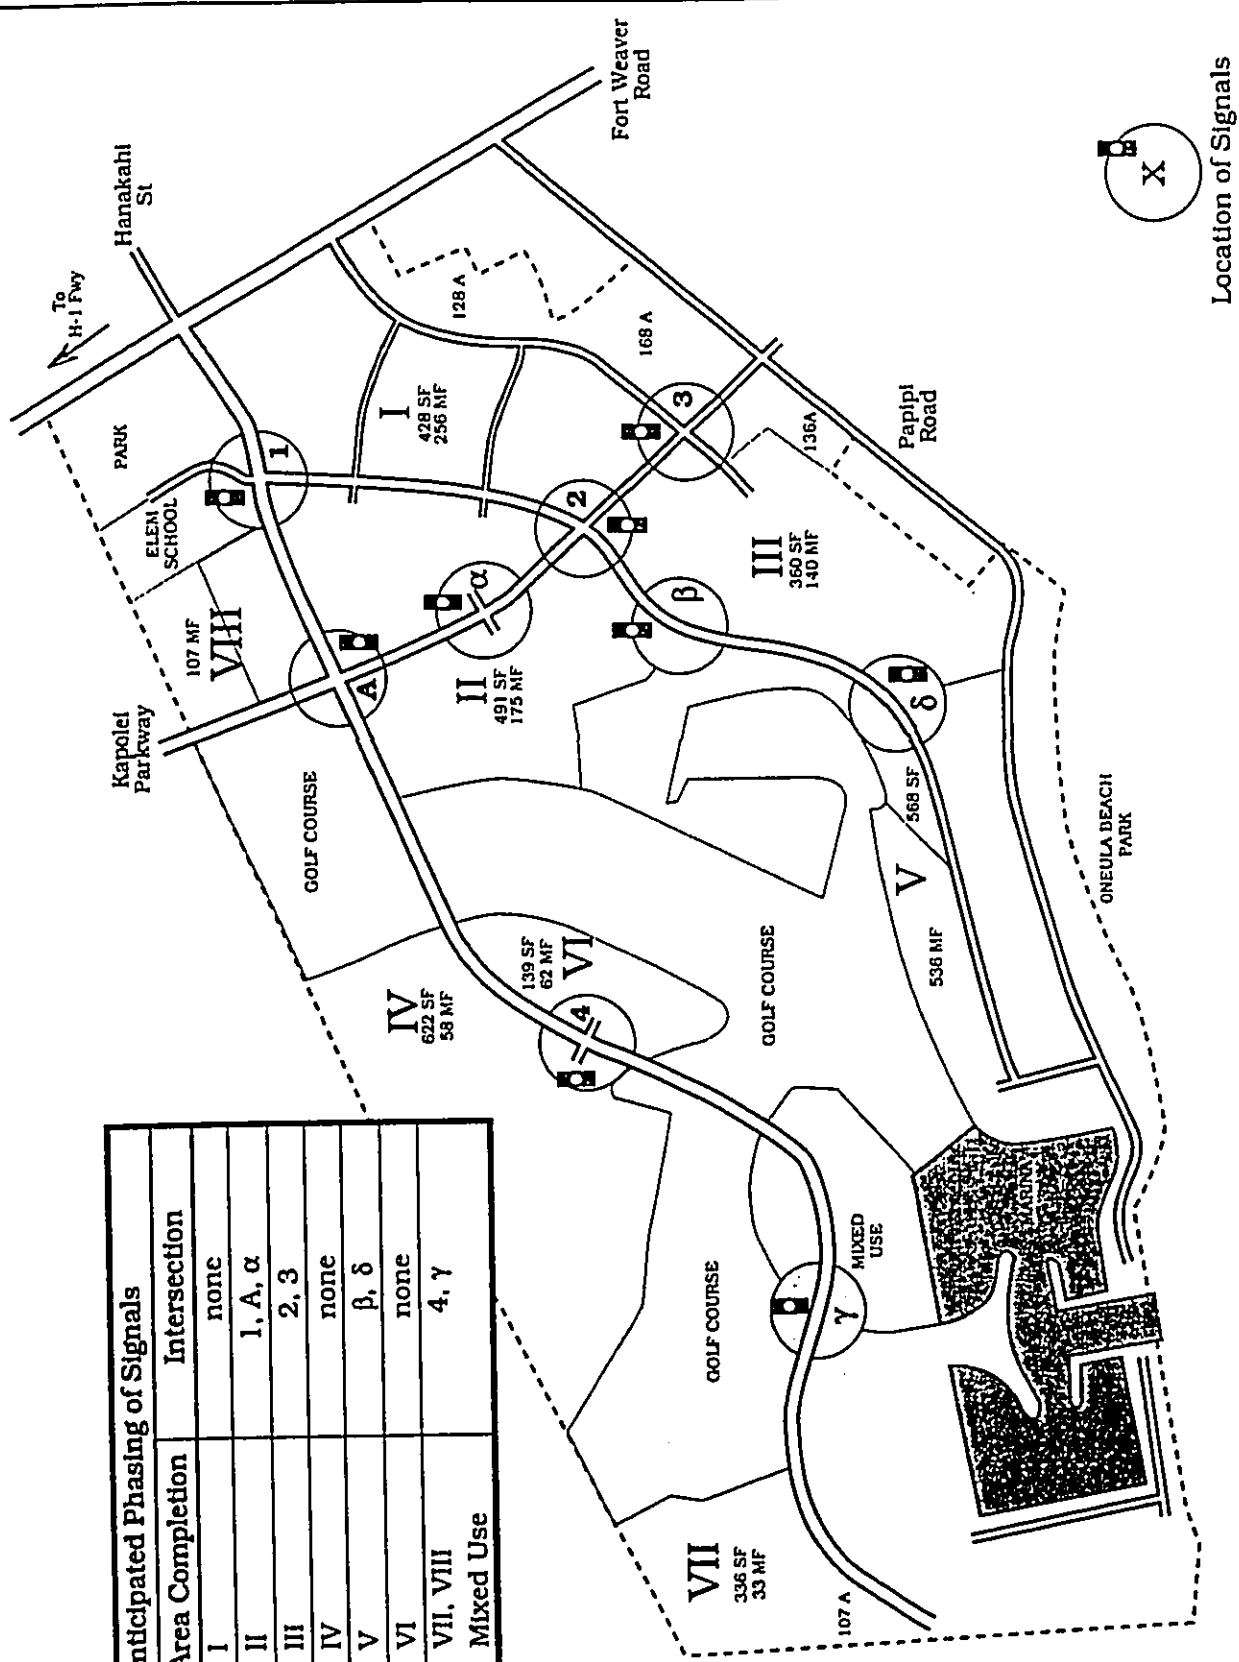 nticipated Phasing of Signals
Area Completion Intersection
I none
II 1, A, α
III 2, 3
IV none
V β, δ
VI none
VII, VIII 4, γ
Mixed Use
To
H-1 Fwy
Hanakahi
St
Fort Weaver
Road
Kapolei
Parkway
PARK
ELEM
SCHOOL
107 MF
VIII
1
A
α
2
3
β
δ
4
γ
I
428 SF
256 MF
128 A
168 A
136A
Papipi
Road
II
491 SF
175 MF
III
360 SF
140 MF
GOLF COURSE
IV
622 SF
58 MF
139 SF
62 MF
VI
GOLF COURSE
V
568 SF
536 MF
ONEULA BEACH
PARK
GOLF COURSE
MIXED
USE
MARINA
VII
336 SF
33 MF
107 A
X
Location of Signals